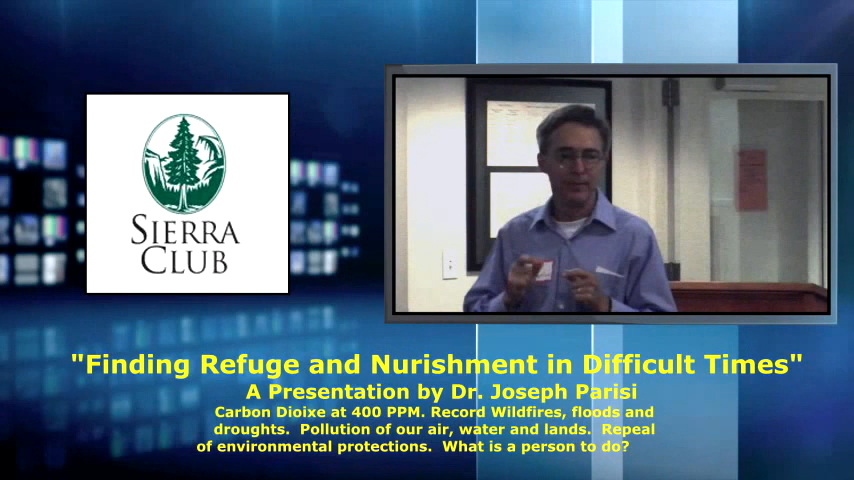 SIERRA
CLUB
"Finding Refuge and Nurishment in Difficult Times"
A Presentation by Dr. Joseph Parisi
Carbon Dioixe at 400 PPM. Record Wildfires, floods and
droughts. Pollution of our air, water and lands. Repeal
of environmental protections. What is a person to do?